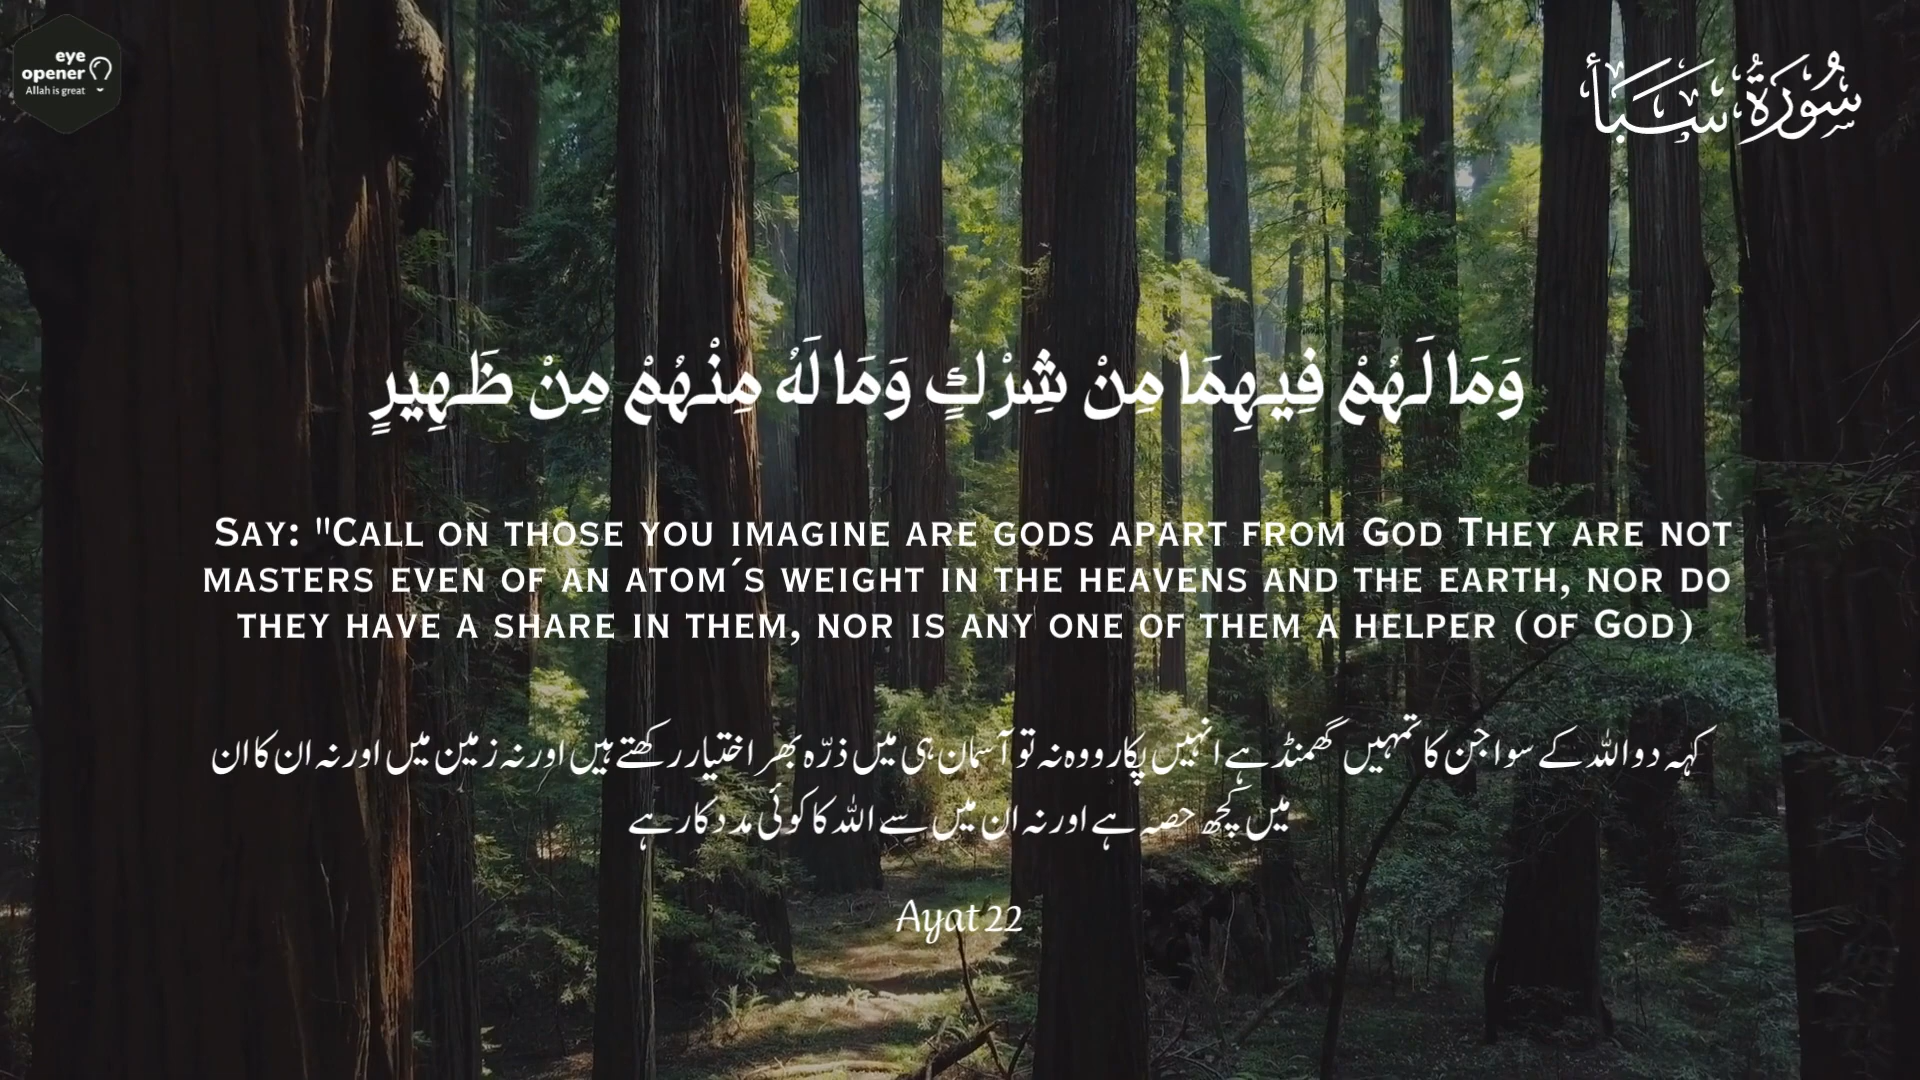 eye
opener
Allah is great
سُورَةُ سَبَأ
وَمَا لَهُمْ فِيهِمَا مِنْ شِرْكٍ وَمَا لَهُ مِنْهُمْ مِنْ ظَهِيرٍ
Say: "Call on those you imagine are gods apart from God They are not
masters even of an atom´s weight in the heavens and the earth, nor do
they have a share in them, nor is any one of them a helper (of God)
کہہ دو الله کے سوا جن کا تمہیں گھمنڈ ہے انہیں پکارو وہ نہ تو آسمان ہی میں ذرّہ بھر اختیار رکھتے ہیں اور نہ زمین میں اور نہ ان کا ان
میں کچھ حصہ ہے اور نہ ان میں سے الله کا کوئی مددکار ہے
Ayat 22